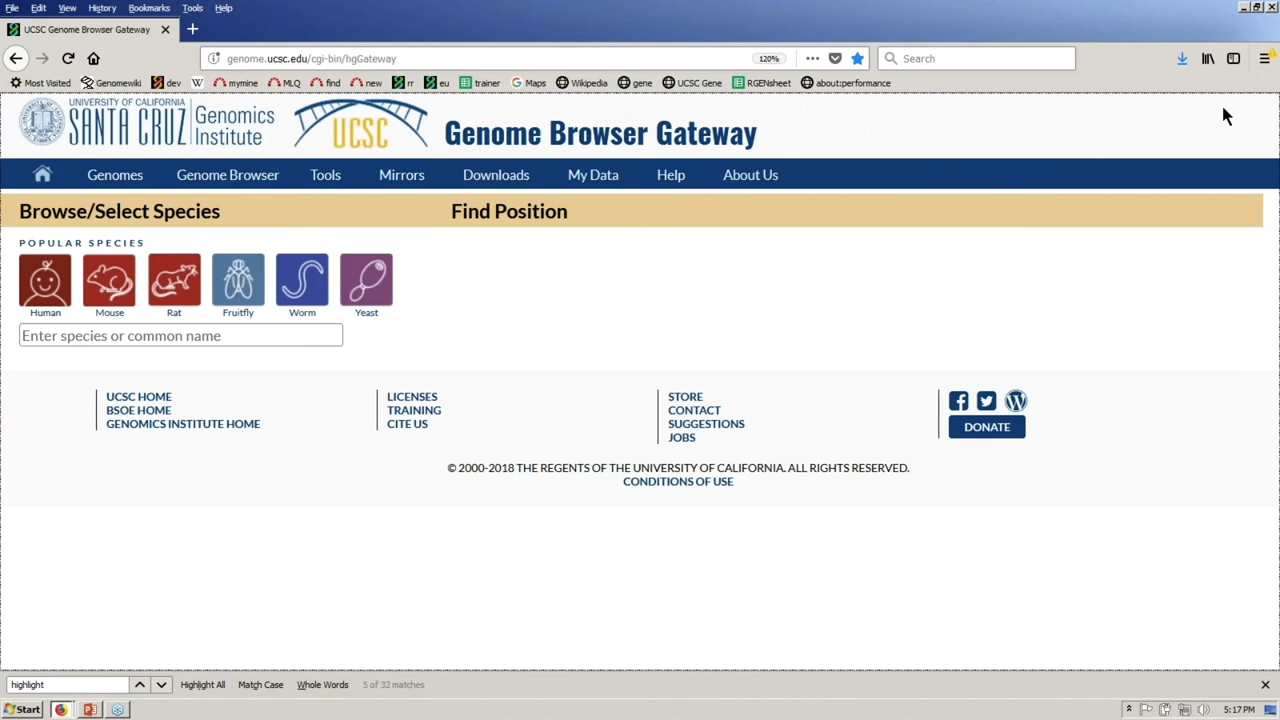 File Edit View History Bookmarks Tools Help
UCSC Genome Browser Gateway
genome.ucsc.edu/cgi-bin/hgGateway 120% Search
Most Visited Genomewiki dev mymine MLQ find new rr eu trainer Maps Wikipedia gene UCSC Gene RGENsheet about:performance
UNIVERSITY OF CALIFORNIA
SANTA CRUZ
Genomics
Institute
UCSC
Genome Browser Gateway
Genomes Genome Browser Tools Mirrors Downloads My Data Help About Us
Browse/Select Species Find Position
POPULAR SPECIES
Human Mouse Rat Fruitfly Worm Yeast
Enter species or common name
UCSC HOME
BSOE HOME
GENOMICS INSTITUTE HOME
LICENSES
TRAINING
CITE US
STORE
CONTACT
SUGGESTIONS
JOBS
DONATE
© 2000-2018 THE REGENTS OF THE UNIVERSITY OF CALIFORNIA. ALL RIGHTS RESERVED.
CONDITIONS OF USE
highlight Highlight All Match Case Whole Words 5 of 32 matches
Start 5:17 PM